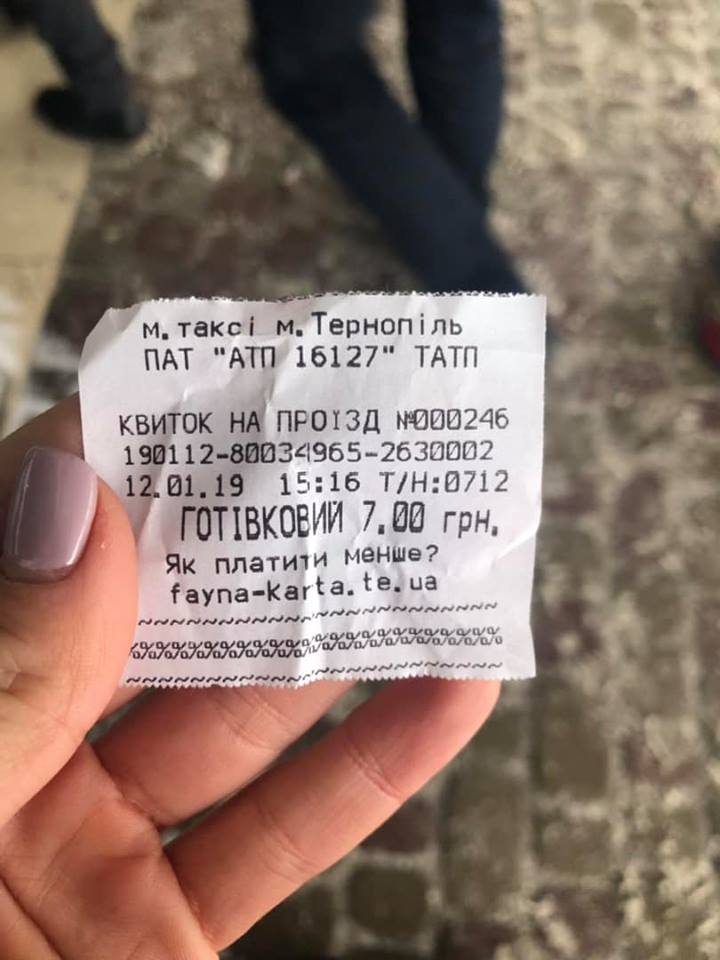 м.таксі м.Тернопіль
ПАТ "АТП 16127" ТАТП
КВИТОК НА ПРОЇЗД №000246
190112-80034965-2630002
12.01.19 15:16 Т/Н:0712
ГОТІВКОВИЙ 7.00 грн.
Як платити менше?
fayna-karta.te.ua
~~~~~~~~~~~~~~~~~~~~~~~~
%%%%%%%%%%%%%%%%%%%%%%%%
~~~~~~~~~~~~~~~~~~~~~~~~